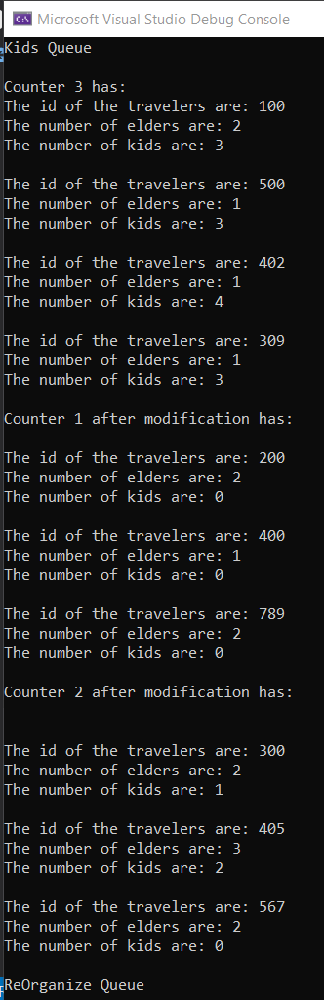 Microsoft Visual Studio Debug Console
Kids Queue
Counter 3 has:
The id of the travelers are: 100
The number of elders are: 2
The number of kids are: 3
The id of the travelers are: 500
The number of elders are: 1
The number of kids are: 3
The id of the travelers are: 402
The number of elders are: 1
The number of kids are: 4
The id of the travelers are: 309
The number of elders are: 1
The number of kids are: 3
Counter 1 after modification has:
The id of the travelers are: 200
The number of elders are: 2
The number of kids are: 0
The id of the travelers are: 400
The number of elders are: 1
The number of kids are: 0
The id of the travelers are: 789
The number of elders are: 2
The number of kids are: 0
Counter 2 after modification has:
The id of the travelers are: 300
The number of elders are: 2
The number of kids are: 1
The id of the travelers are: 405
The number of elders are: 3
The number of kids are: 2
The id of the travelers are: 567
The number of elders are: 2
The number of kids are: 0
ReOrganize Queue